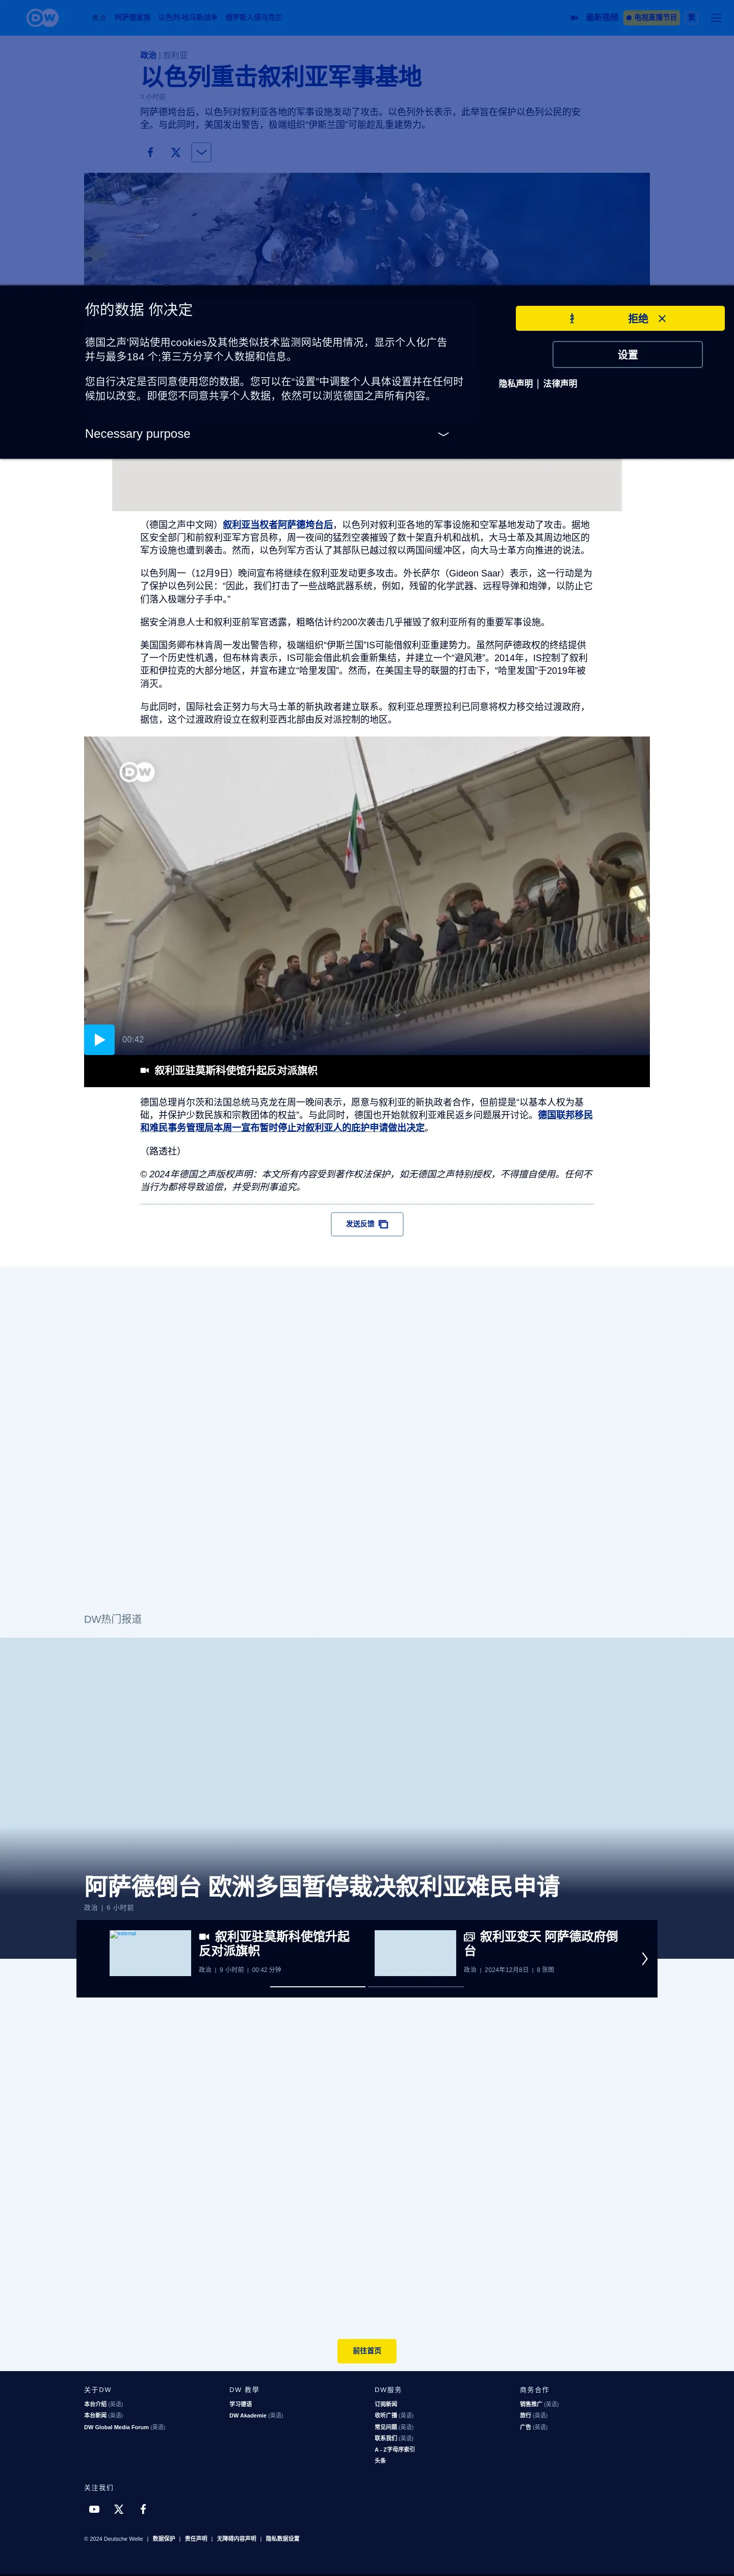 DW
焦点
阿萨德家族
以色列-哈马斯战争
俄罗斯入侵乌克兰
最新视频
电视直播节目
繁
政治 | 叙利亚
以色列重击叙利亚军事基地
3 小时前
阿萨德垮台后，以色列对叙利亚各地的军事设施发动了攻击。以色列外长表示，此举旨在保护以色列公民的安
全。与此同时，美国发出警告，极端组织“伊斯兰国”可能趁乱重建势力。
你的数据 你决定
德国之声'网站使用cookies及其他类似技术监测网站使用情况，显示个人化广告
并与最多184 个;第三方分享个人数据和信息。
您自行决定是否同意使用您的数据。您可以在“设置”中调整个人具体设置并在任何时
候加以改变。即便您不同意共享个人数据，依然可以浏览德国之声所有内容。
Necessary purpose
拒绝
设置
隐私声明 | 法律声明
（德国之声中文网）叙利亚当权者阿萨德垮台后，以色列对叙利亚各地的军事设施和空军基地发动了攻击。据地
区安全部门和前叙利亚军方官员称，周一夜间的猛烈空袭摧毁了数十架直升机和战机，大马士革及其周边地区的
军方设施也遭到袭击。然而，以色列军方否认了其部队已越过叙以两国间缓冲区，向大马士革方向推进的说法。
以色列周一（12月9日）晚间宣布将继续在叙利亚发动更多攻击。外长萨尔（Gideon Saar）表示，这一行动是为
了保护以色列公民：“因此，我们打击了一些战略武器系统，例如，残留的化学武器、远程导弹和炮弹，以防止它
们落入极端分子手中。”
据安全消息人士和叙利亚前军官透露，粗略估计约200次袭击几乎摧毁了叙利亚所有的重要军事设施。
美国国务卿布林肯周一发出警告称，极端组织“伊斯兰国”IS可能借叙利亚重建势力。虽然阿萨德政权的终结提供
了一个历史性机遇，但布林肯表示，IS可能会借此机会重新集结，并建立一个“避风港”。2014年，IS控制了叙利
亚和伊拉克的大部分地区，并宣布建立“哈里发国”。然而，在美国主导的联盟的打击下，“哈里发国”于2019年被
消灭。
与此同时，国际社会正努力与大马士革的新执政者建立联系。叙利亚总理贾拉利已同意将权力移交给过渡政府，
据信，这个过渡政府设立在叙利亚西北部由反对派控制的地区。
DW
00:42
叙利亚驻莫斯科使馆升起反对派旗帜
德国总理肖尔茨和法国总统马克龙在周一晚间表示，愿意与叙利亚的新执政者合作，但前提是“以基本人权为基
础，并保护少数民族和宗教团体的权益”。与此同时，德国也开始就叙利亚难民返乡问题展开讨论。德国联邦移民
和难民事务管理局本周一宣布暂时停止对叙利亚人的庇护申请做出决定。
（路透社）
© 2024年德国之声版权声明：本文所有内容受到著作权法保护，如无德国之声特别授权，不得擅自使用。任何不
当行为都将导致追偿，并受到刑事追究。
发送反馈
DW热门报道
阿萨德倒台 欧洲多国暂停裁决叙利亚难民申请
政治 | 6 小时前
external
叙利亚驻莫斯科使馆升起
反对派旗帜
政治 | 9 小时前 | 00:42 分钟
叙利亚变天 阿萨德政府倒
台
政治 | 2024年12月8日 | 8 张图
前往首页
关于DW
本台介绍 (英语)
本台新闻 (英语)
DW Global Media Forum (英语)
DW 教学
学习德语
DW Akademie (英语)
DW服务
订阅新闻
收听广播 (英语)
常见问题 (英语)
联系我们 (英语)
A - Z字母序索引
头条
商务合作
销售推广 (英语)
旅行 (英语)
广告 (英语)
关注我们
© 2024 Deutsche Welle | 数据保护 | 责任声明 | 无障碍内容声明 | 隐私数据设置